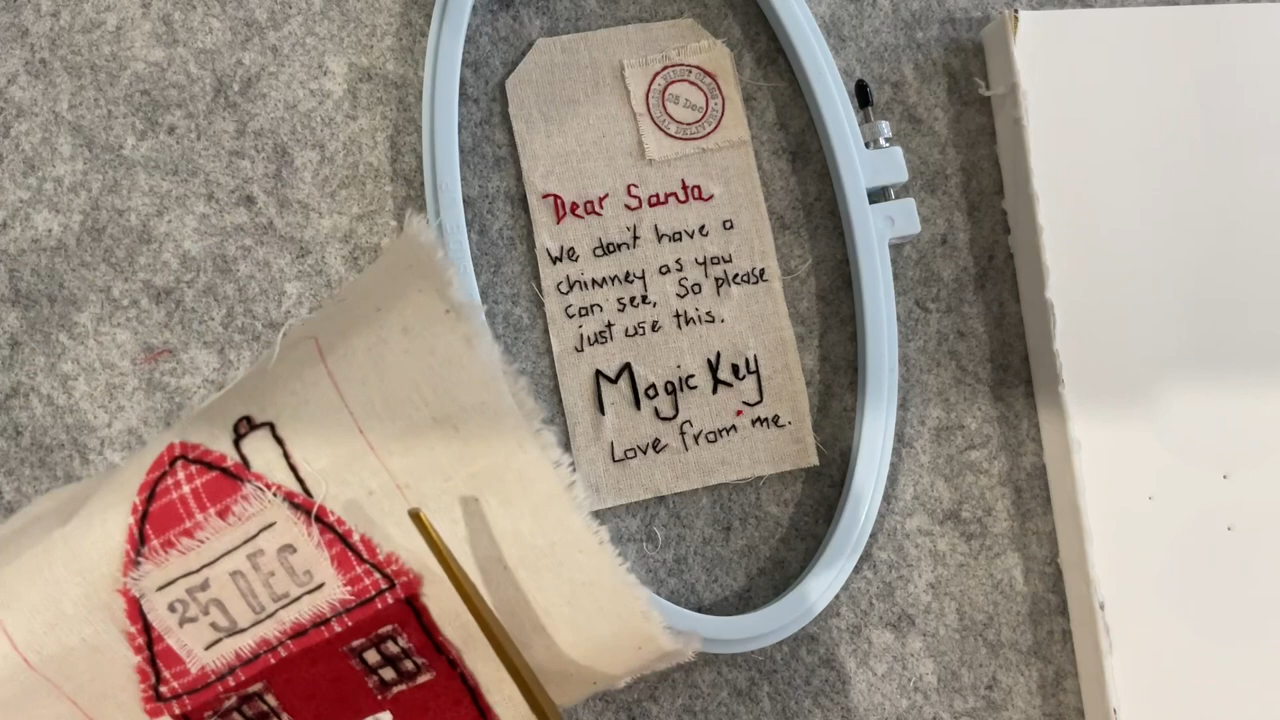 FIRST CLASS
25 Dec
SPECIAL DELIVERY
Dear Santa
We don't have a
chimney as you
can see, So please
just use this.
Magic Key
Love from me.
25 DEC